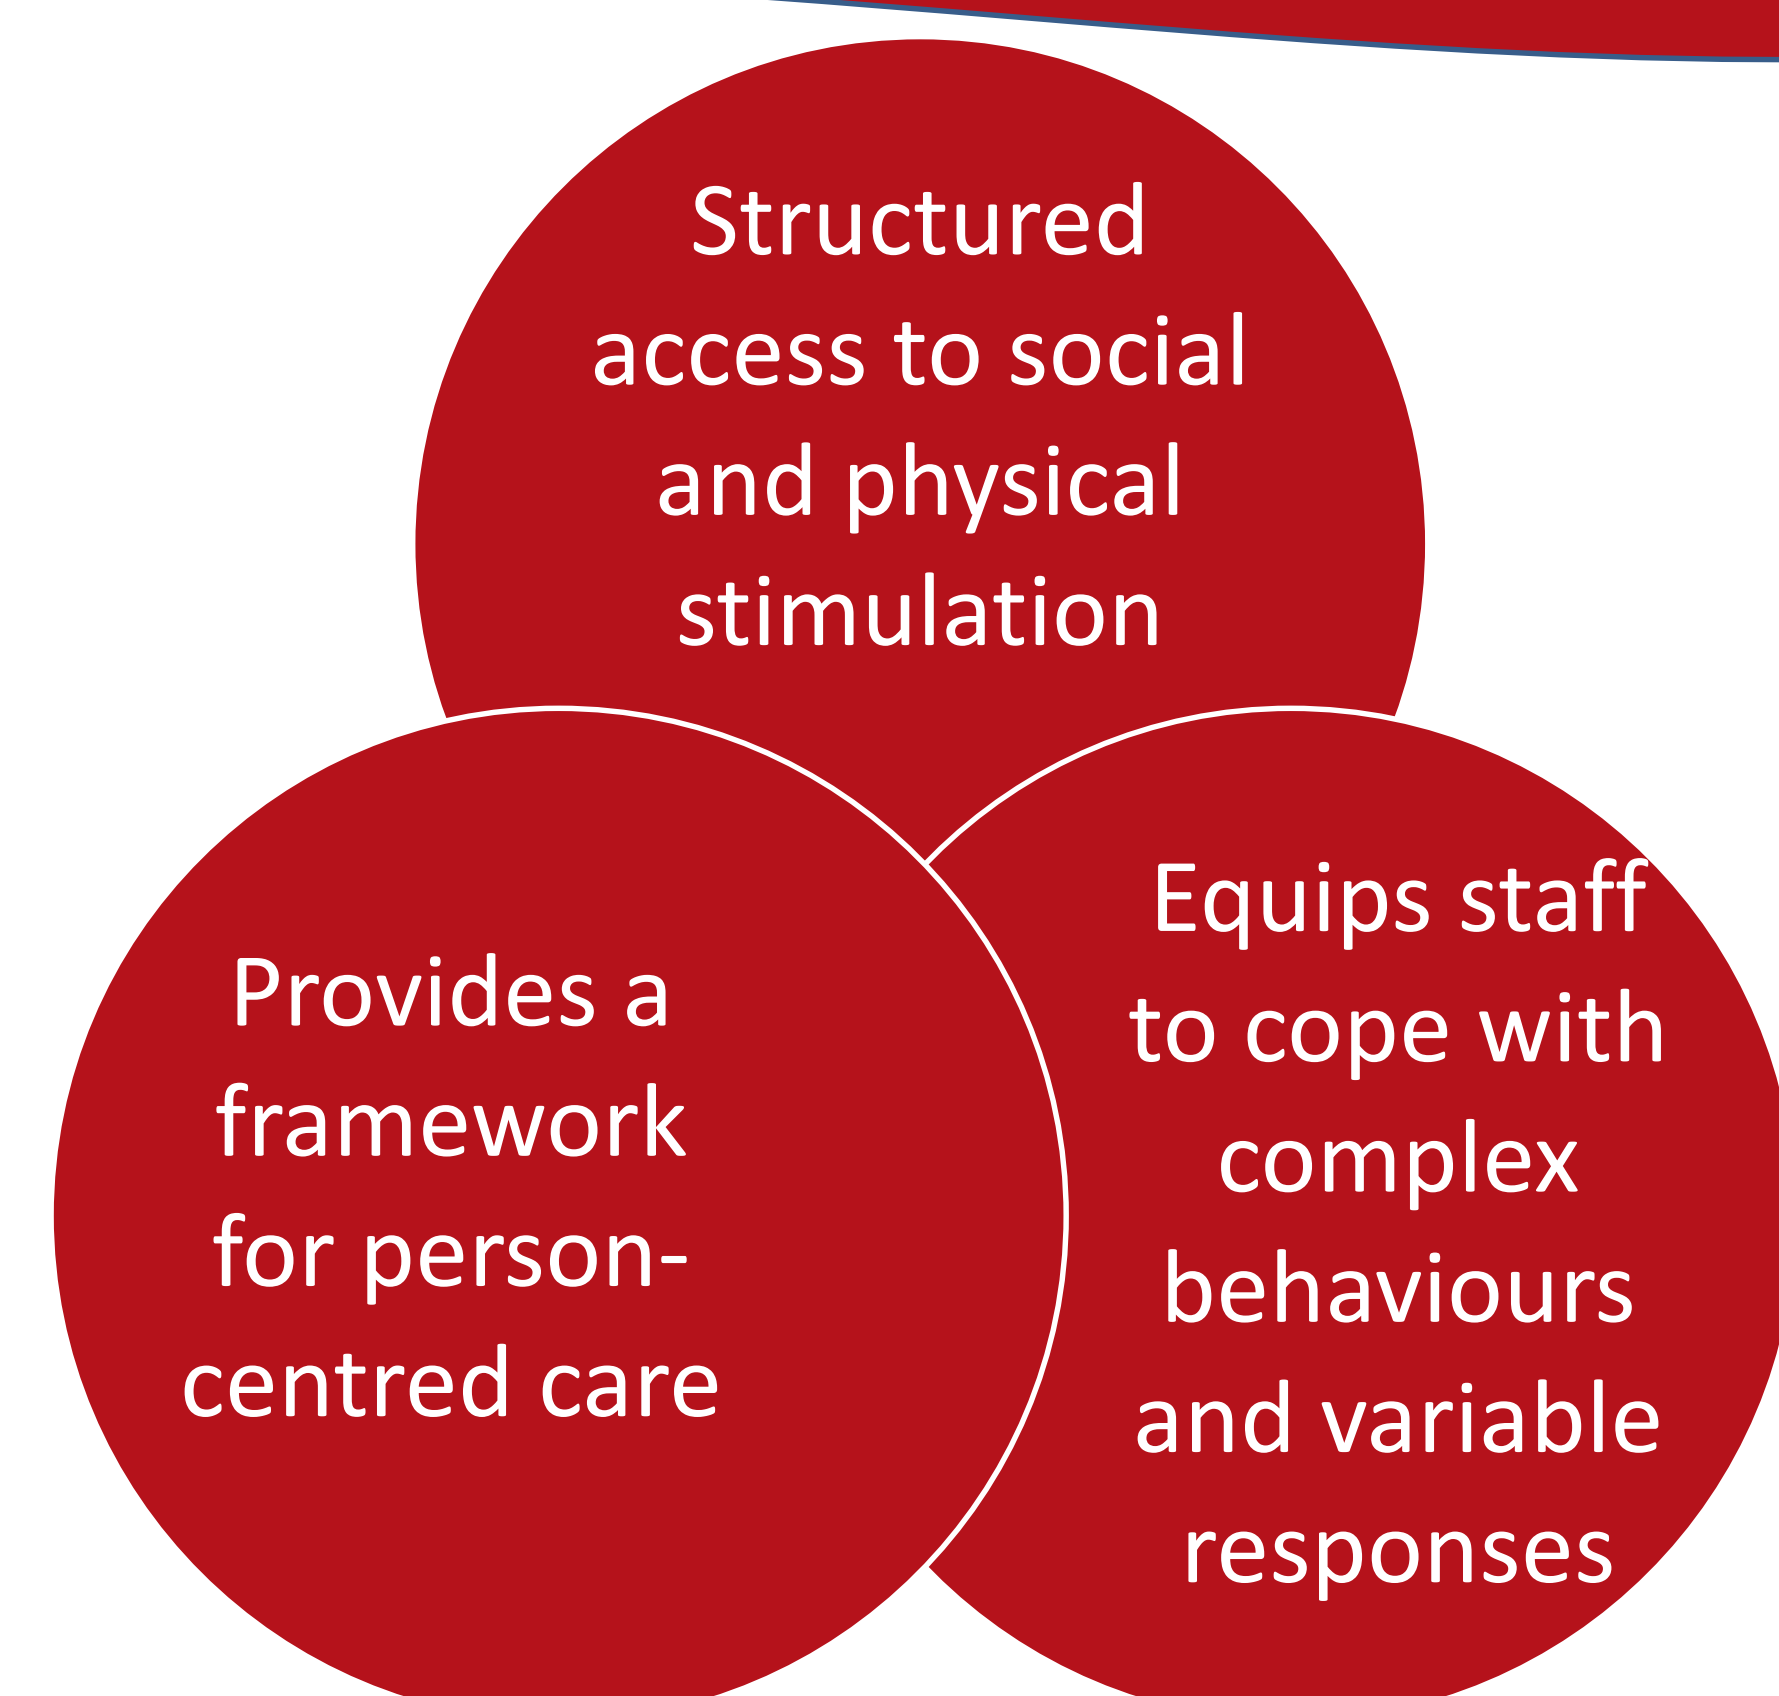 Structured
access to social
and physical
stimulation
Provides a
framework
for person-
centred care
Equips staff
to cope with
complex
behaviours
and variable
responses